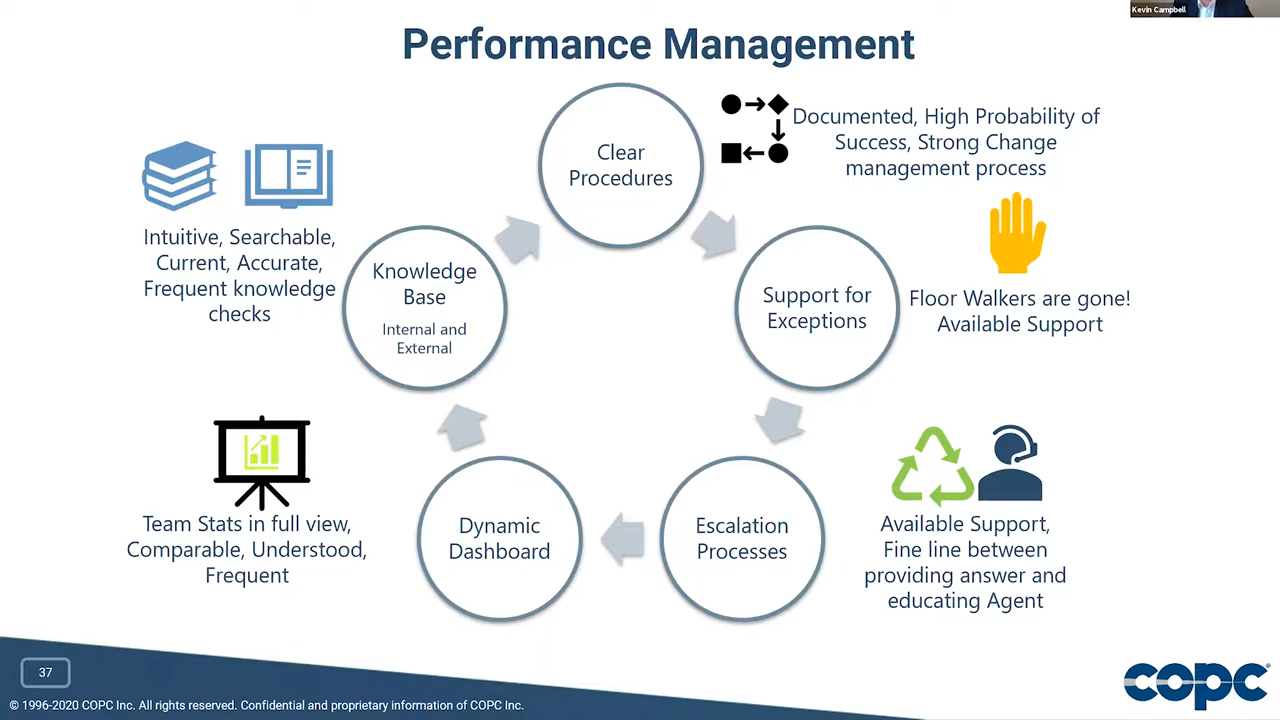 Kevin Campbell
Performance Management
Clear
Procedures
Documented, High Probability of
Success, Strong Change
management process
Support for
Exceptions
Floor Walkers are gone!
Available Support
Escalation
Processes
Available Support,
Fine line between
providing answer and
educating Agent
Dynamic
Dashboard
Team Stats in full view,
Comparable, Understood,
Frequent
Knowledge
Base
Internal and
External
Intuitive, Searchable,
Current, Accurate,
Frequent knowledge
checks
37
© 1996-2020 COPC Inc. All rights reserved. Confidential and proprietary information of COPC Inc.
copc®